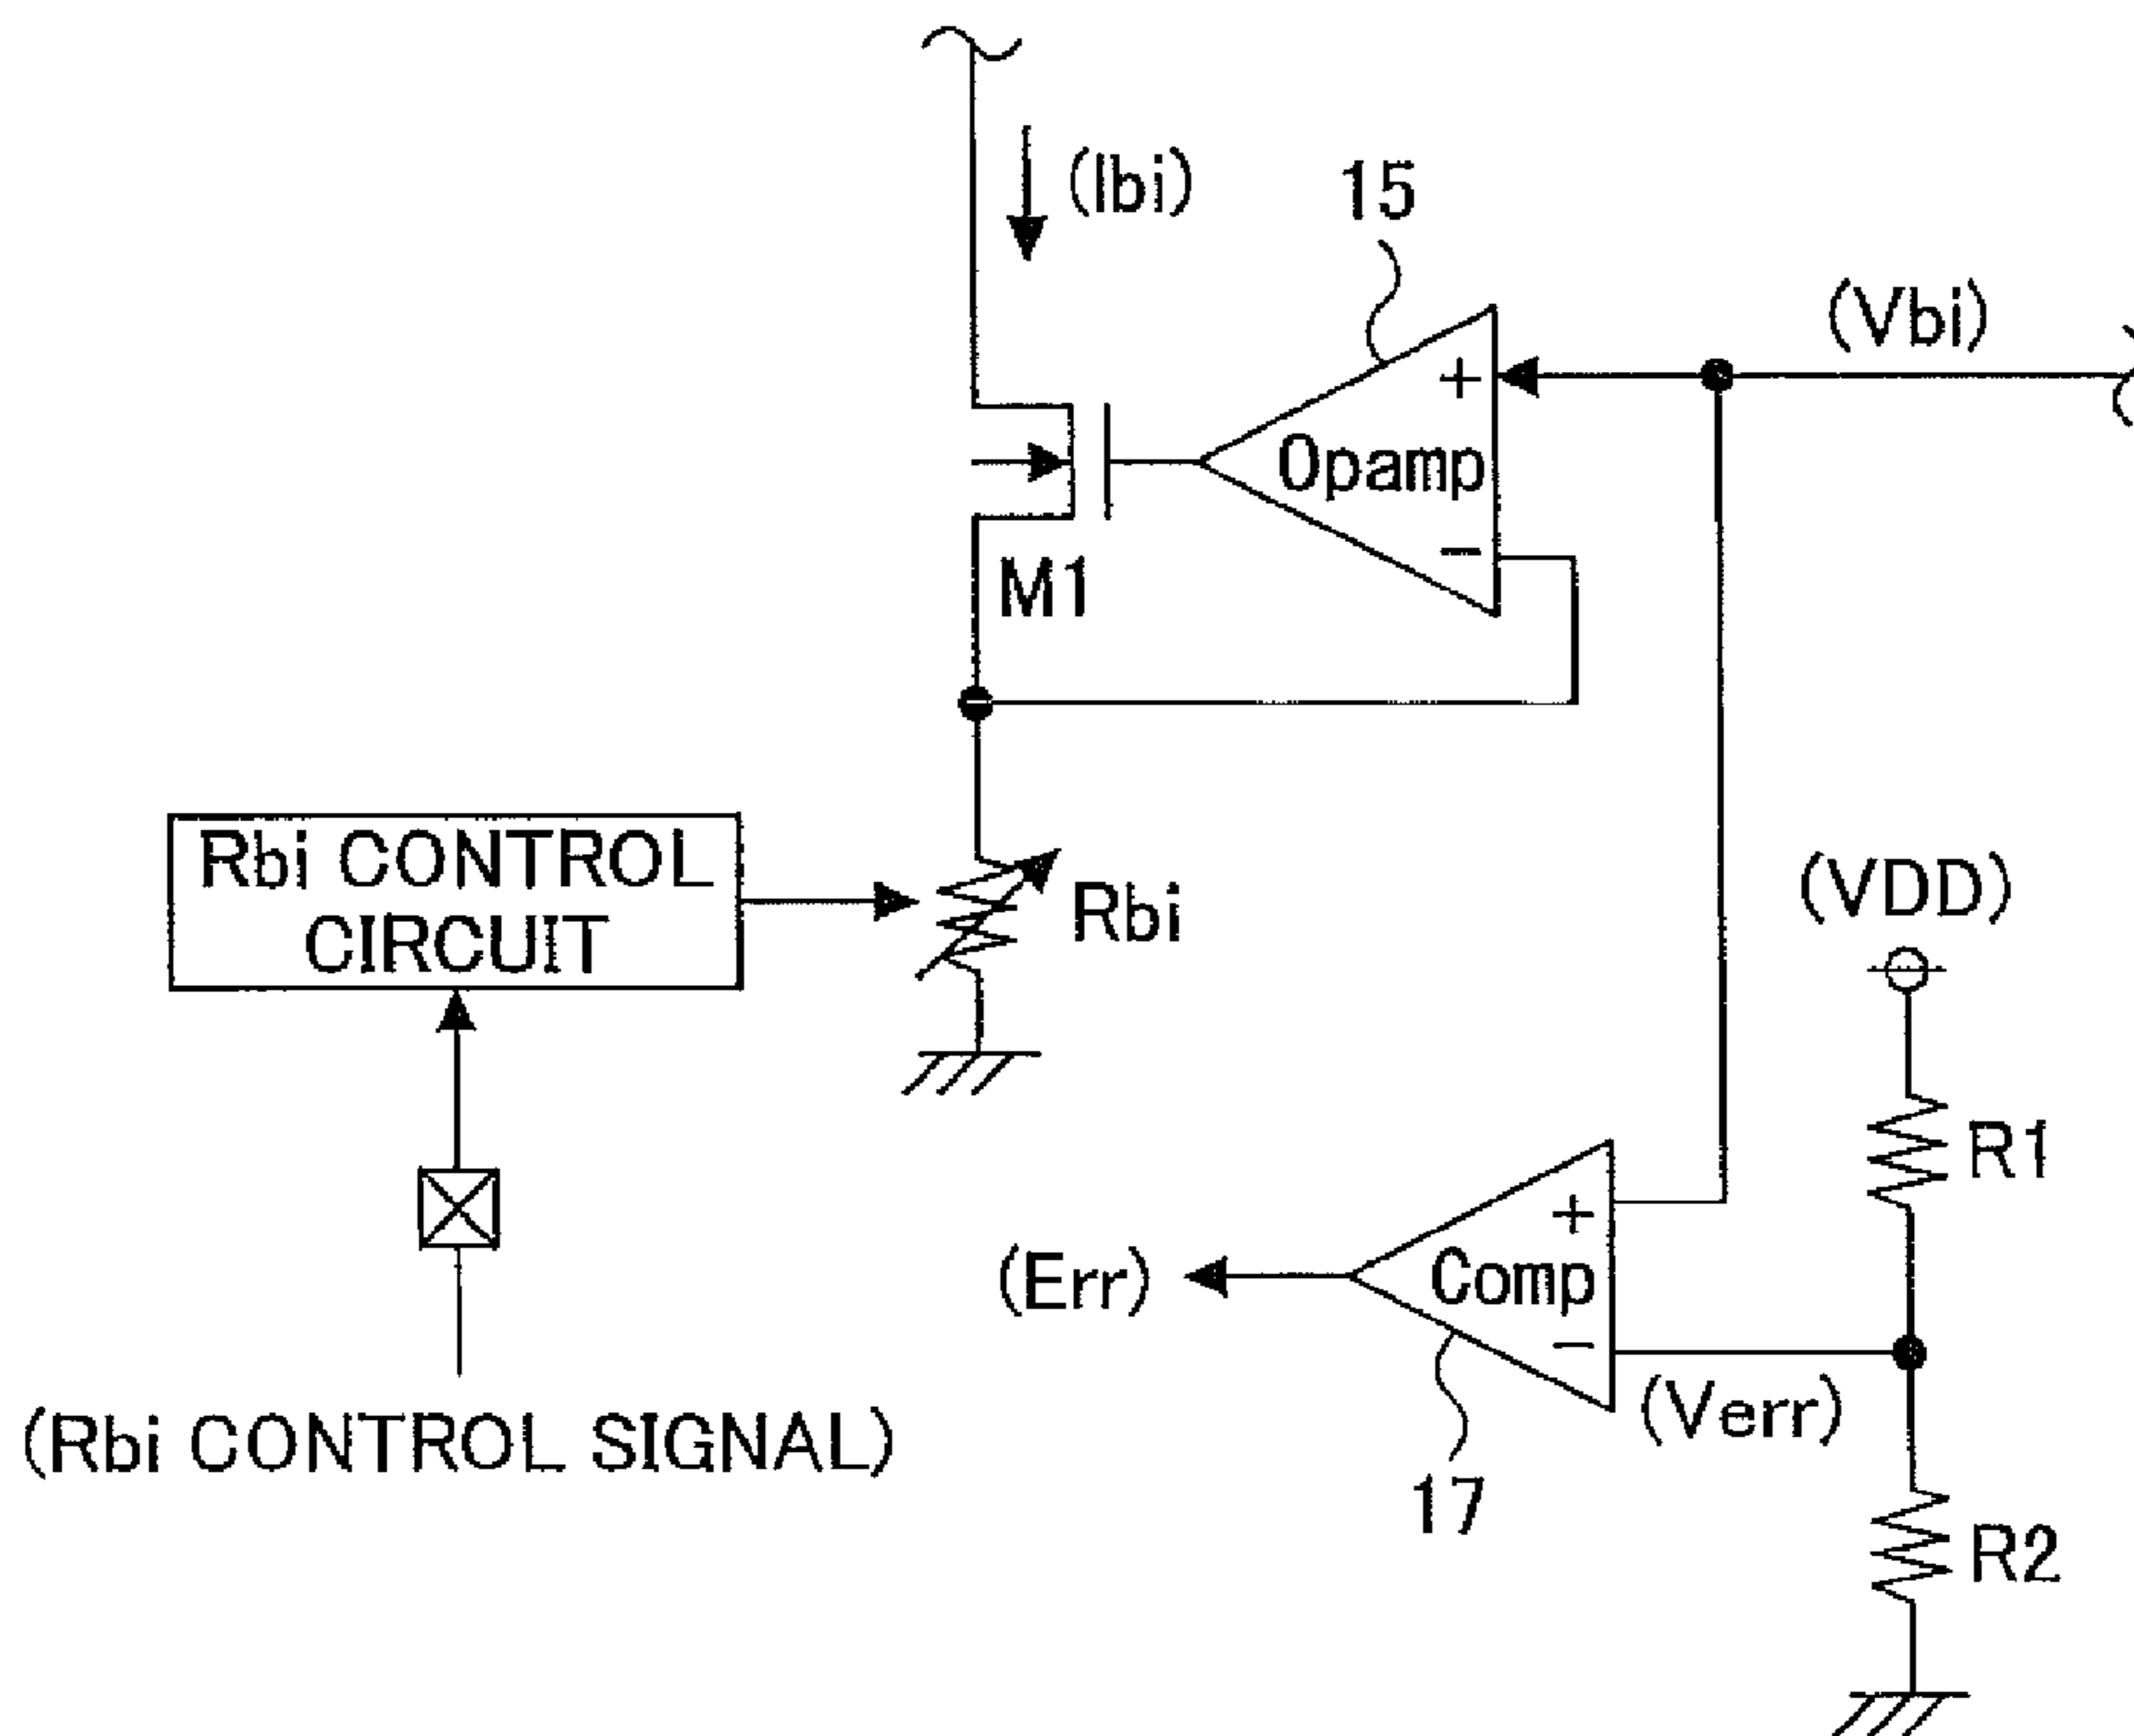 (Ibi)
15
(Vbi)
+
Opamp
−
M1
Rbi CONTROL
CIRCUIT
Rbi
(VDD)
R1
+
(Err)
Comp
−
(Verr)
(Rbi CONTROL SIGNAL)
17
R2